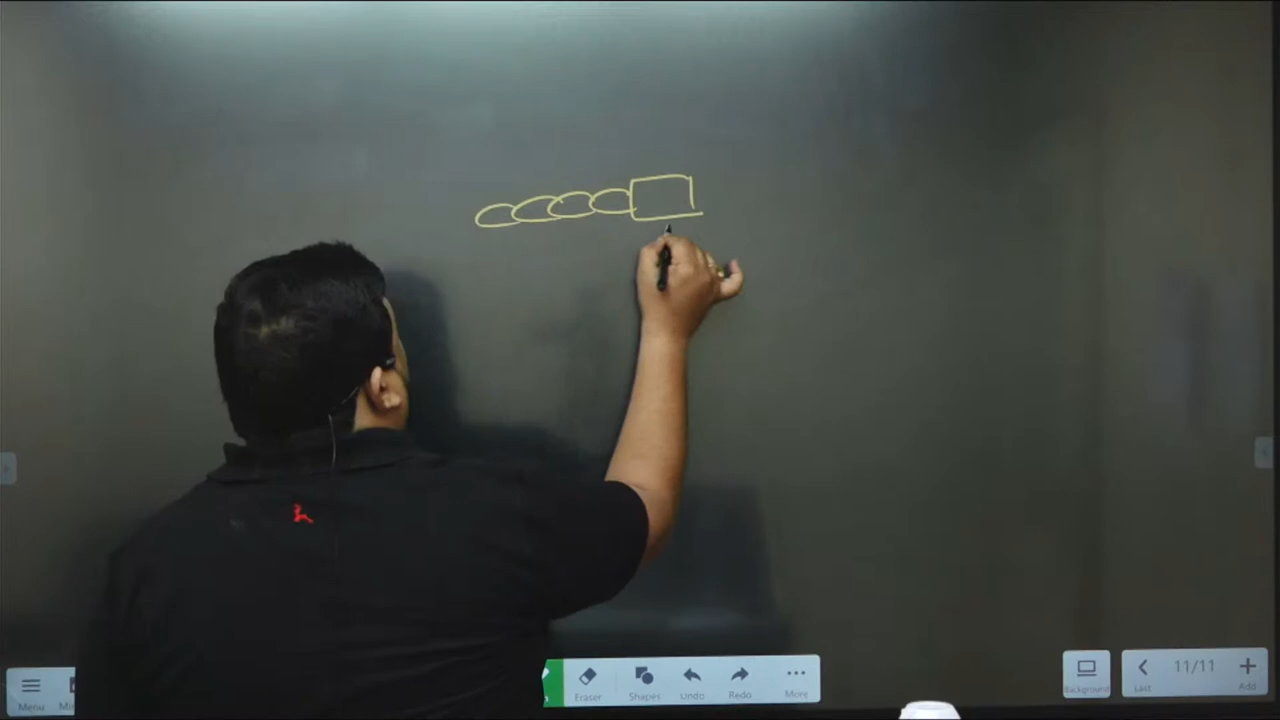 Menu
Eraser
Shapes
Undo
Redo
More
Background
Last
11/11
Add